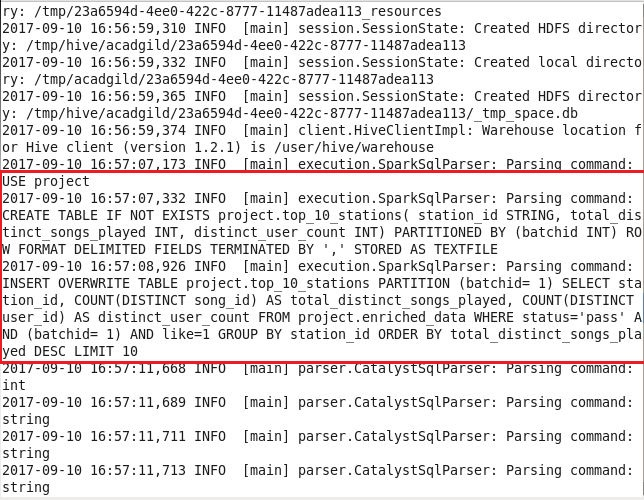 ry: /tmp/23a6594d-4ee0-422c-8777-11487adea113_resources
2017-09-10 16:56:59,310 INFO  [main] session.SessionState: Created HDFS director
y: /tmp/hive/acadgild/23a6594d-4ee0-422c-8777-11487adea113
2017-09-10 16:56:59,332 INFO  [main] session.SessionState: Created local directo
ry: /tmp/acadgild/23a6594d-4ee0-422c-8777-11487adea113
2017-09-10 16:56:59,365 INFO  [main] session.SessionState: Created HDFS director
y: /tmp/hive/acadgild/23a6594d-4ee0-422c-8777-11487adea113/_tmp_space.db
2017-09-10 16:56:59,374 INFO  [main] client.HiveClientImpl: Warehouse location f
or Hive client (version 1.2.1) is /user/hive/warehouse
2017-09-10 16:57:07,173 INFO  [main] execution.SparkSqlParser: Parsing command:
USE project
2017-09-10 16:57:07,332 INFO  [main] execution.SparkSqlParser: Parsing command:
CREATE TABLE IF NOT EXISTS project.top_10_stations( station_id STRING, total_dis
tinct_songs_played INT, distinct_user_count INT) PARTITIONED BY (batchid INT) RO
W FORMAT DELIMITED FIELDS TERMINATED BY ',' STORED AS TEXTFILE
2017-09-10 16:57:08,926 INFO  [main] execution.SparkSqlParser: Parsing command:
INSERT OVERWRITE TABLE project.top_10_stations PARTITION (batchid= 1) SELECT sta
tion_id, COUNT(DISTINCT song_id) AS total_distinct_songs_played, COUNT(DISTINCT
user_id) AS distinct_user_count FROM project.enriched_data WHERE status='pass' A
ND (batchid= 1) AND like=1 GROUP BY station_id ORDER BY total_distinct_songs_pla
yed DESC LIMIT 10
2017-09-10 16:57:11,668 INFO  [main] parser.CatalystSqlParser: Parsing command:
int
2017-09-10 16:57:11,689 INFO  [main] parser.CatalystSqlParser: Parsing command:
string
2017-09-10 16:57:11,711 INFO  [main] parser.CatalystSqlParser: Parsing command:
string
2017-09-10 16:57:11,713 INFO  [main] parser.CatalystSqlParser: Parsing command:
string